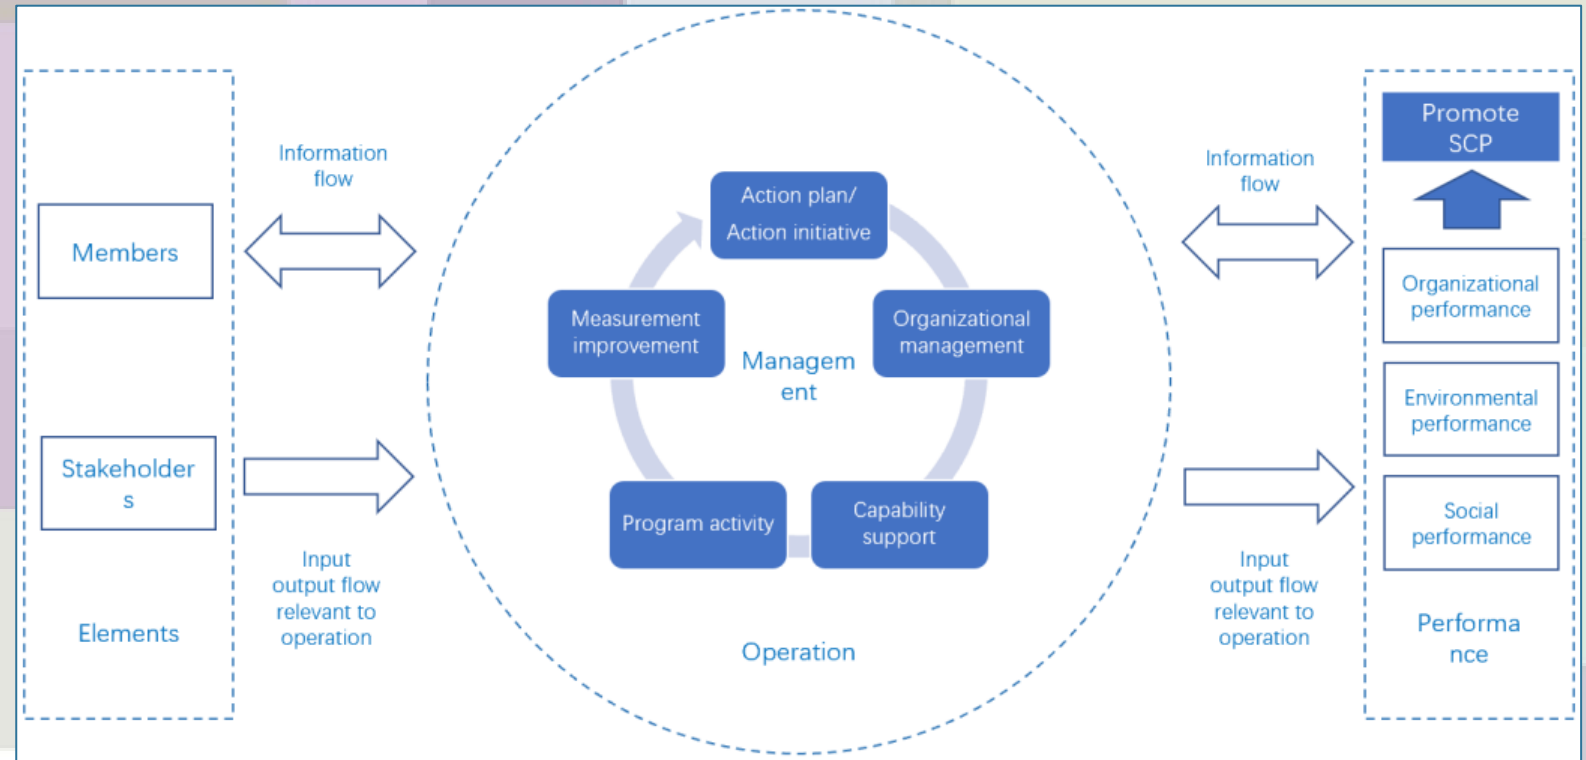 Members
Stakeholder
s
Elements
Information
flow
Input
output flow
relevant to
operation
Action plan/
Action initiative
Organizational
management
Capability
support
Program activity
Measurement
improvement
Managem
ent
Operation
Information
flow
Input
output flow
relevant to
operation
Promote
SCP
Organizational
performance
Environmental
performance
Social
performance
Performa
nce